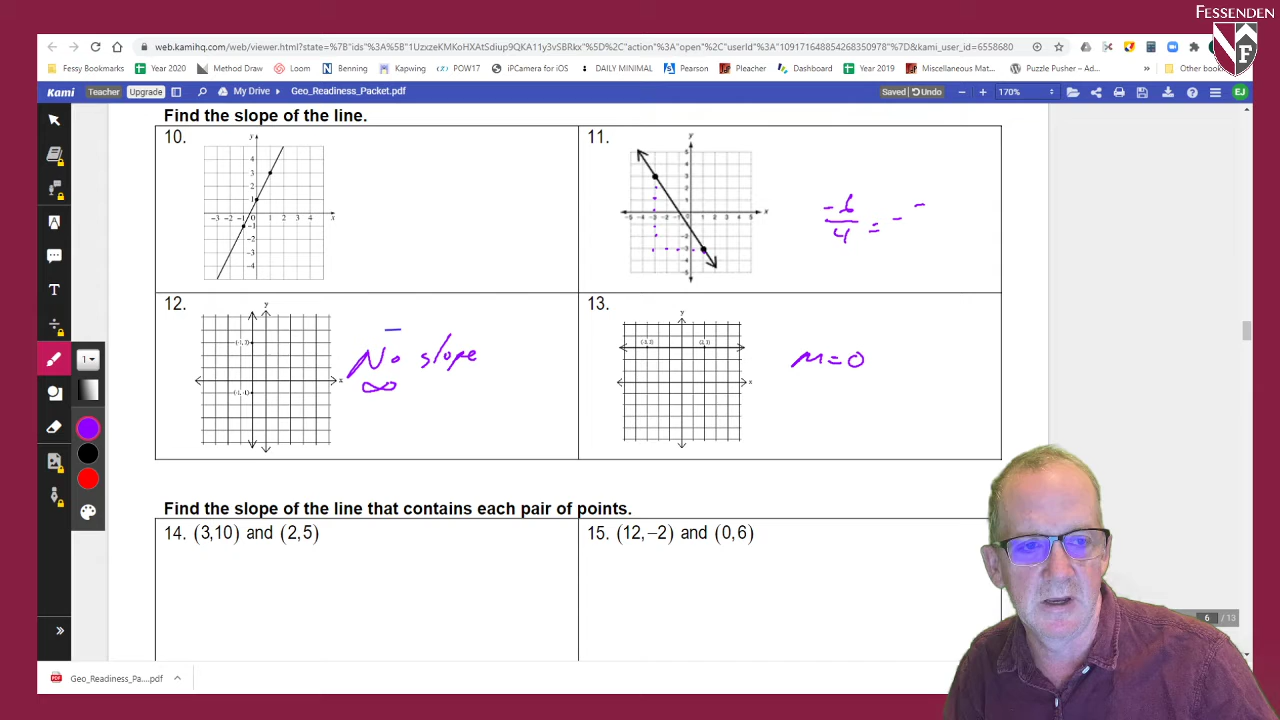 FESSENDEN
F
web.kamihq.com/web/viewer.html?state=%7B"ids"%3A%5B"1UzxzeKMKoHXAtSdiup9QKA11y3vSBRkx"%5D%2C"action"%3A"open"%2C"userId"%3A"109171648854268350978"%7D&kami_user_id=6558680
Fessy Bookmarks Year 2020 Method Draw Loom Benning Kapwing POW17 iPCamera for iOS DAILY MINIMAL Pearson Pleacher Dashboard Year 2019 Miscellaneous Mat... Puzzle Pusher – Ad... » Other book
Kami Teacher Upgrade My Drive / Geo_Readiness_Packet.pdf Saved Undo 170% EJ
Find the slope of the line.
10. 11.
-6/4 = -
12. 13.
No slope
∞
m=0
Find the slope of the line that contains each pair of points.
14. (3,10) and (2,5) 15. (12,−2) and (0,6)
6 / 13
Geo_Readiness_Pa....pdf